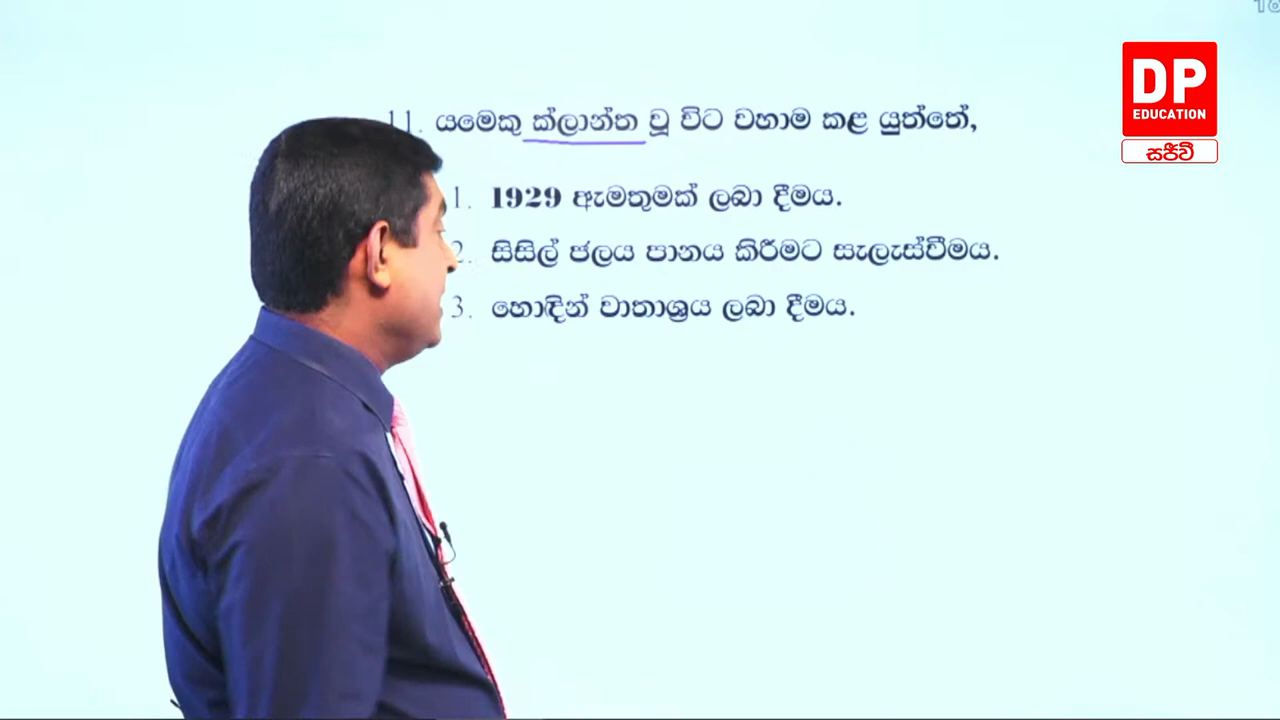 DP
EDUCATION
සජීවී
11. යමෙකු ක්ලාන්ත වූ විට වහාම කළ යුත්තේ,
1. 1929 ඇමතුමක් ලබා දීමය.
2. සිසිල් ජලය පානය කිරීමට සැලැස්වීමය.
3. හොඳින් වාතාශ්‍රය ලබා දීමය.